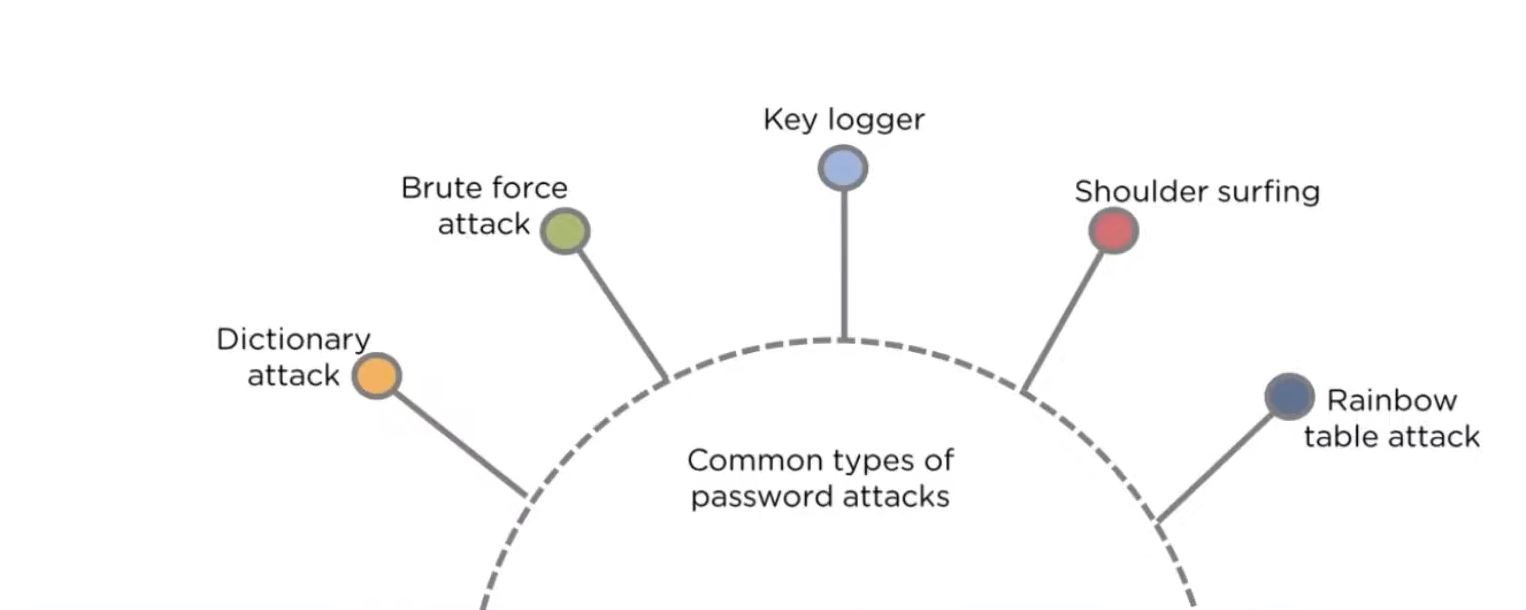 Key logger
Brute force
attack
Shoulder surfing
Dictionary
attack
Rainbow
table attack
Common types of
password attacks